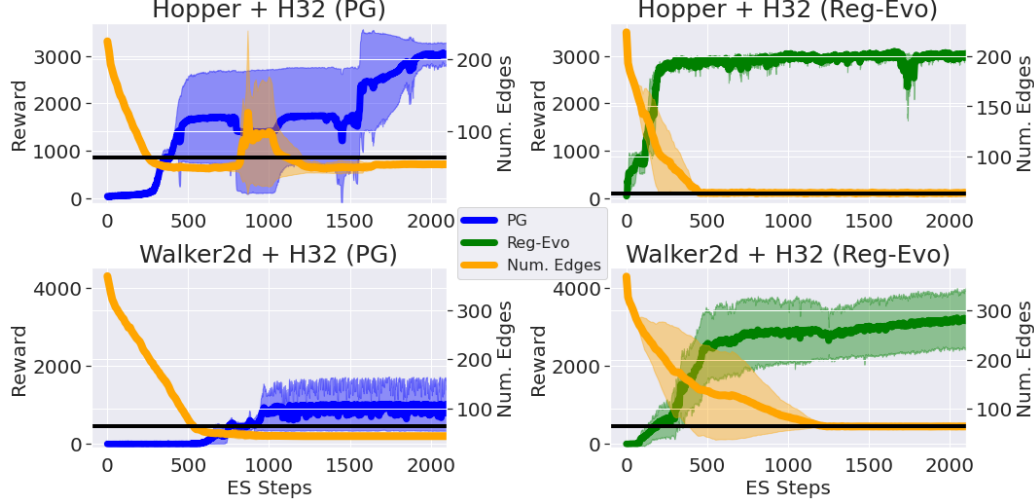 Hopper + H32 (PG)
3000
2000
1000
0
Reward
200
100
Num. Edges
0
500
1000
1500
2000
Hopper + H32 (Reg-Evo)
3000
2000
1000
0
Reward
200
150
100
Num. Edges
0
500
1000
1500
2000
PG
Reg-Evo
Num. Edges
Walker2d + H32 (PG)
4000
2000
0
Reward
300
200
100
Num. Edges
0
500
1000
1500
2000
ES Steps
Walker2d + H32 (Reg-Evo)
4000
2000
0
Reward
300
200
100
Num. Edges
0
500
1000
1500
2000
ES Steps